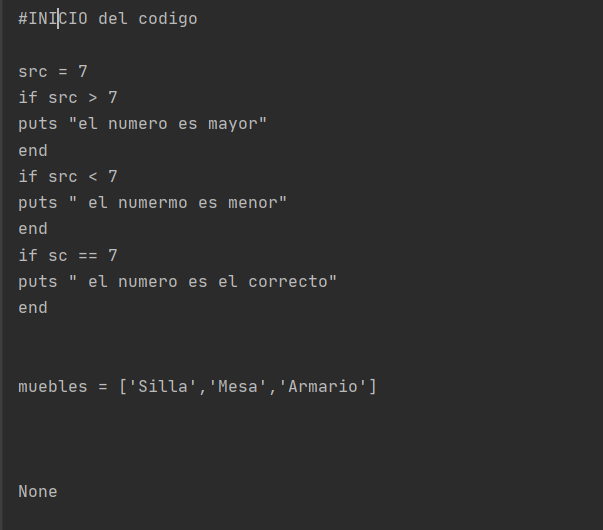 #INICIO del codigo
src = 7
if src > 7
puts "el numero es mayor"
end
if src < 7
puts " el numermo es menor"
end
if sc == 7
puts " el numero es el correcto"
end
muebles = ['Silla','Mesa','Armario']
None